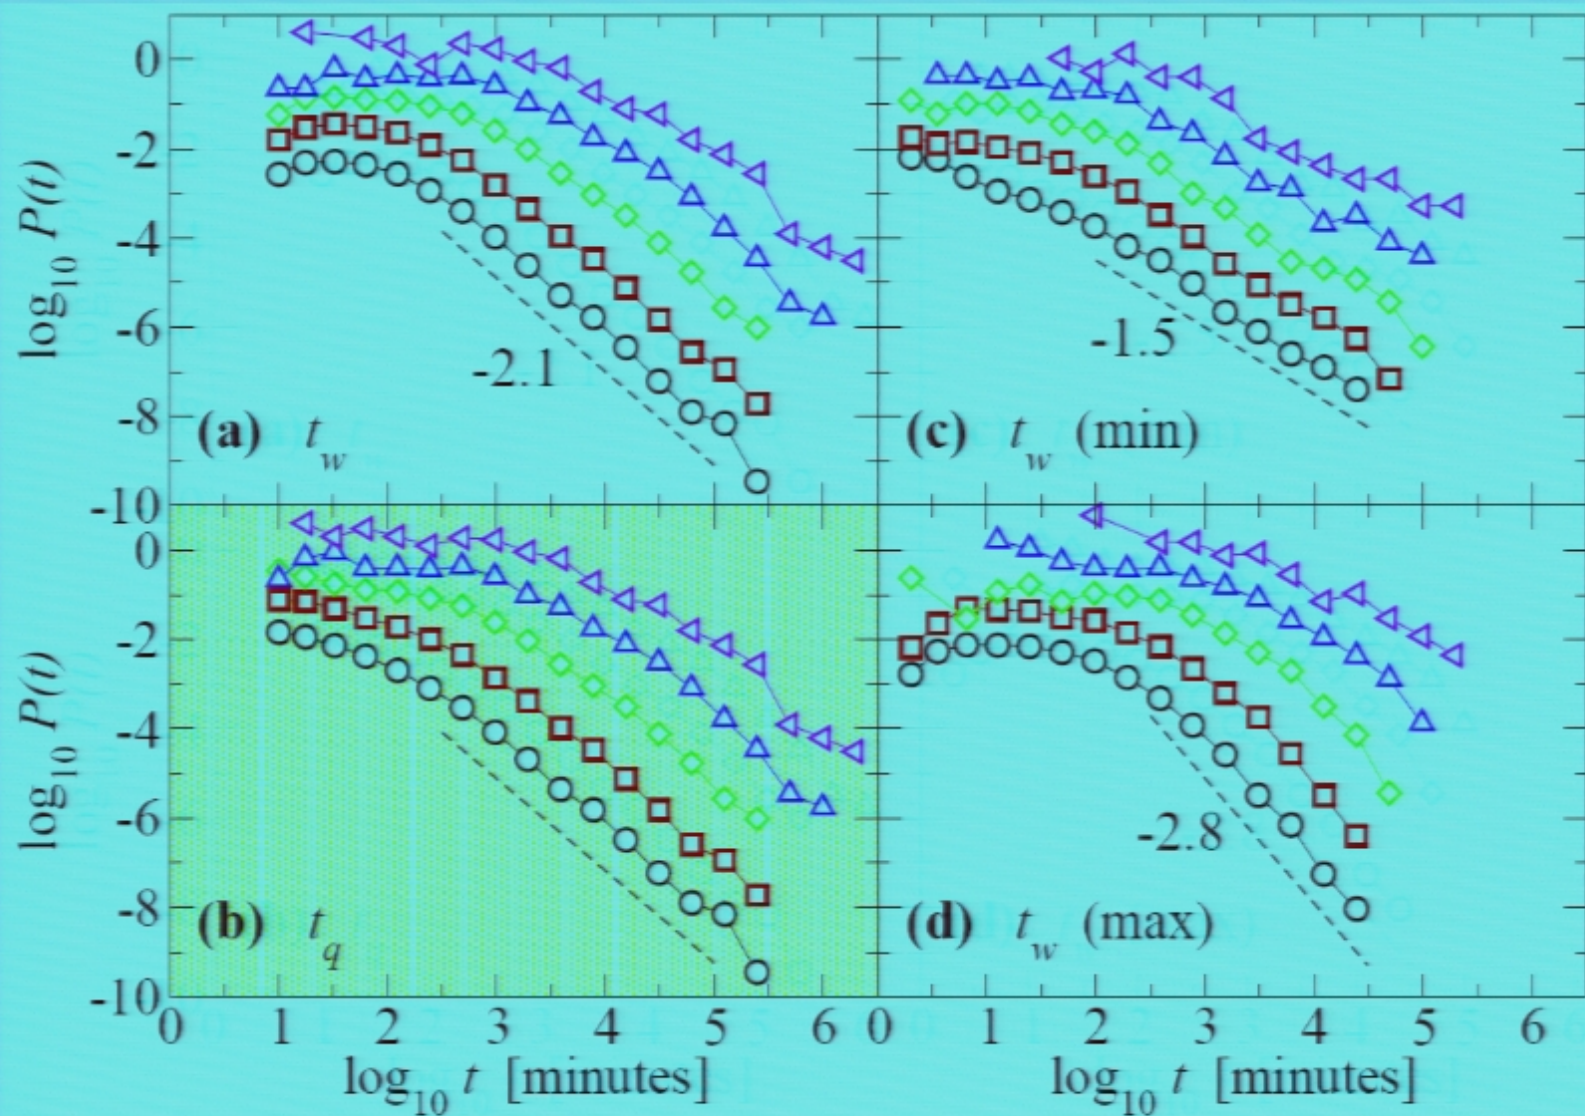 0
-2
-4
-6
-8
-10
log10 P(t)
-2.1
(a) tw
-1.5
(c) tw (min)
0
-2
-4
-6
-8
-10
log10 P(t)
(b) tq
-2.8
(d) tw (max)
0 1 2 3 4 5 6 0 1 2 3 4 5 6
log10 t [minutes] log10 t [minutes]